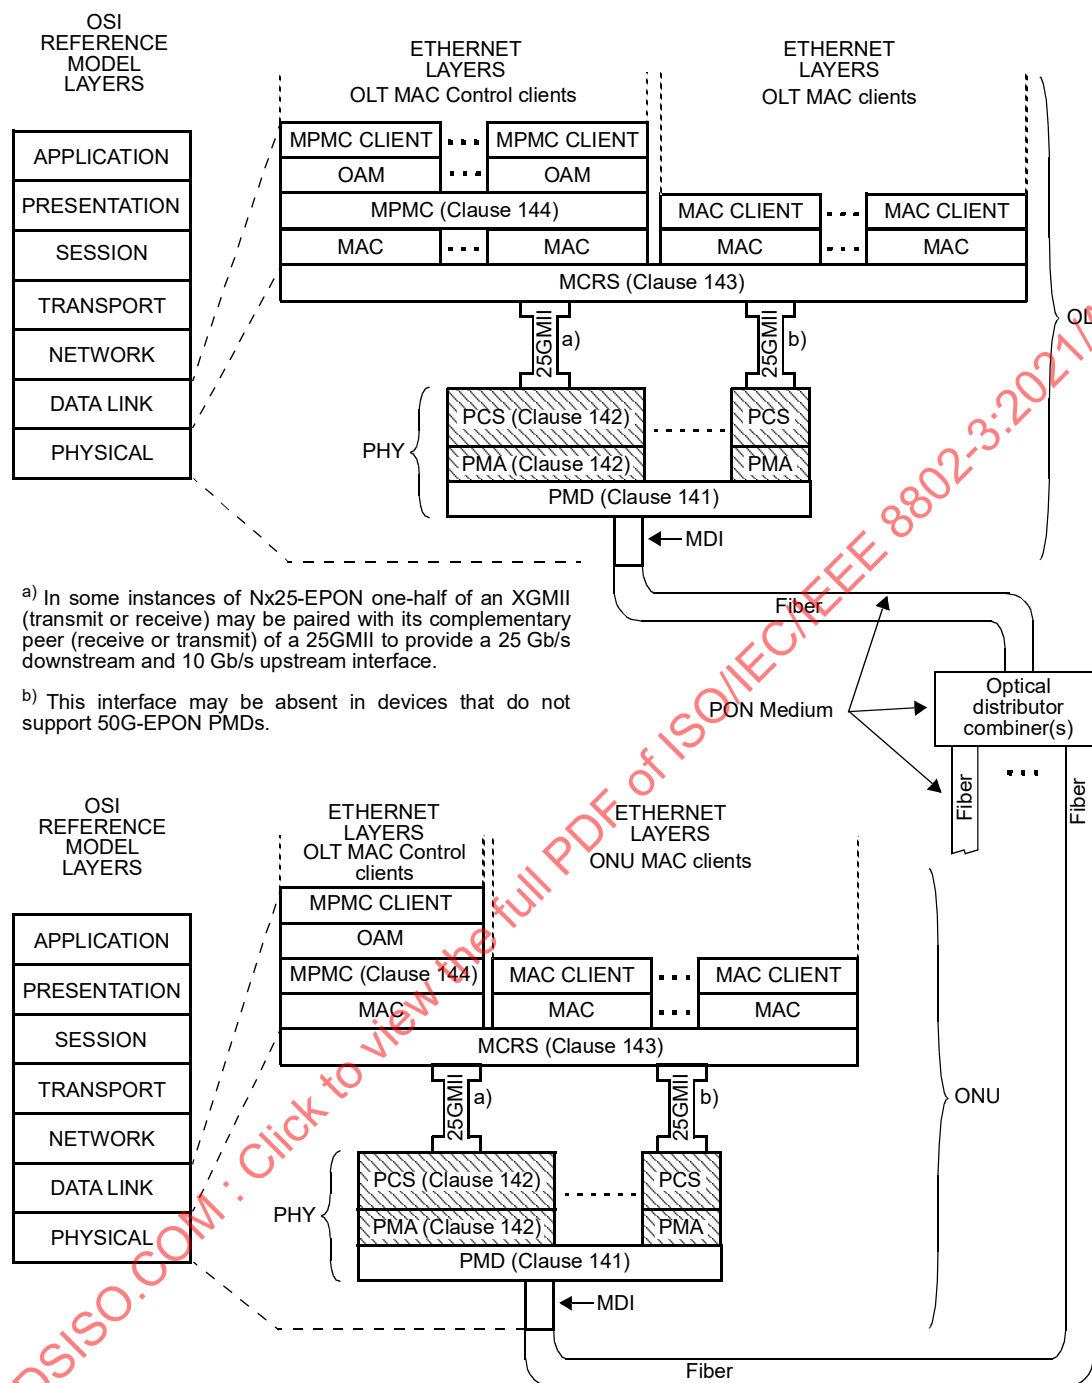 OSI
REFERENCE
MODEL
LAYERS
ETHERNET
LAYERS
OLT MAC Control clients
ETHERNET
LAYERS
OLT MAC clients
APPLICATION
PRESENTATION
SESSION
TRANSPORT
NETWORK
DATA LINK
PHYSICAL
MPMC CLIENT
MPMC CLIENT
OAM
OAM
MPMC (Clause 144)
MAC
MAC
MAC CLIENT
MAC CLIENT
MAC
MAC
MCRS (Clause 143)
25GMII
a)
25GMII
b)
PHY
PCS (Clause 142)
PCS
PMA (Clause 142)
PMA
PMD (Clause 141)
MDI
Fiber
a) In some instances of Nx25-EPON one-half of an XGMII
(transmit or receive) may be paired with its complementary
peer (receive or transmit) of a 25GMII to provide a 25 Gb/s
downstream and 10 Gb/s upstream interface.
b) This interface may be absent in devices that do not
support 50G-EPON PMDs.
PON Medium
Optical
distributor
combiner(s)
Fiber
Fiber
OSI
REFERENCE
MODEL
LAYERS
ETHERNET
LAYERS
OLT MAC Control
clients
ETHERNET
LAYERS
ONU MAC clients
APPLICATION
PRESENTATION
SESSION
TRANSPORT
NETWORK
DATA LINK
PHYSICAL
MPMC CLIENT
OAM
MPMC (Clause 144)
MAC
MAC CLIENT
MAC CLIENT
MAC
MAC
MCRS (Clause 143)
25GMII
a)
25GMII
b)
ONU
PHY
PCS (Clause 142)
PCS
PMA (Clause 142)
PMA
PMD (Clause 141)
MDI
Fiber
DSISO.COM : Click to view the full PDF of ISO/IEC/IEEE 8802-3:2021/